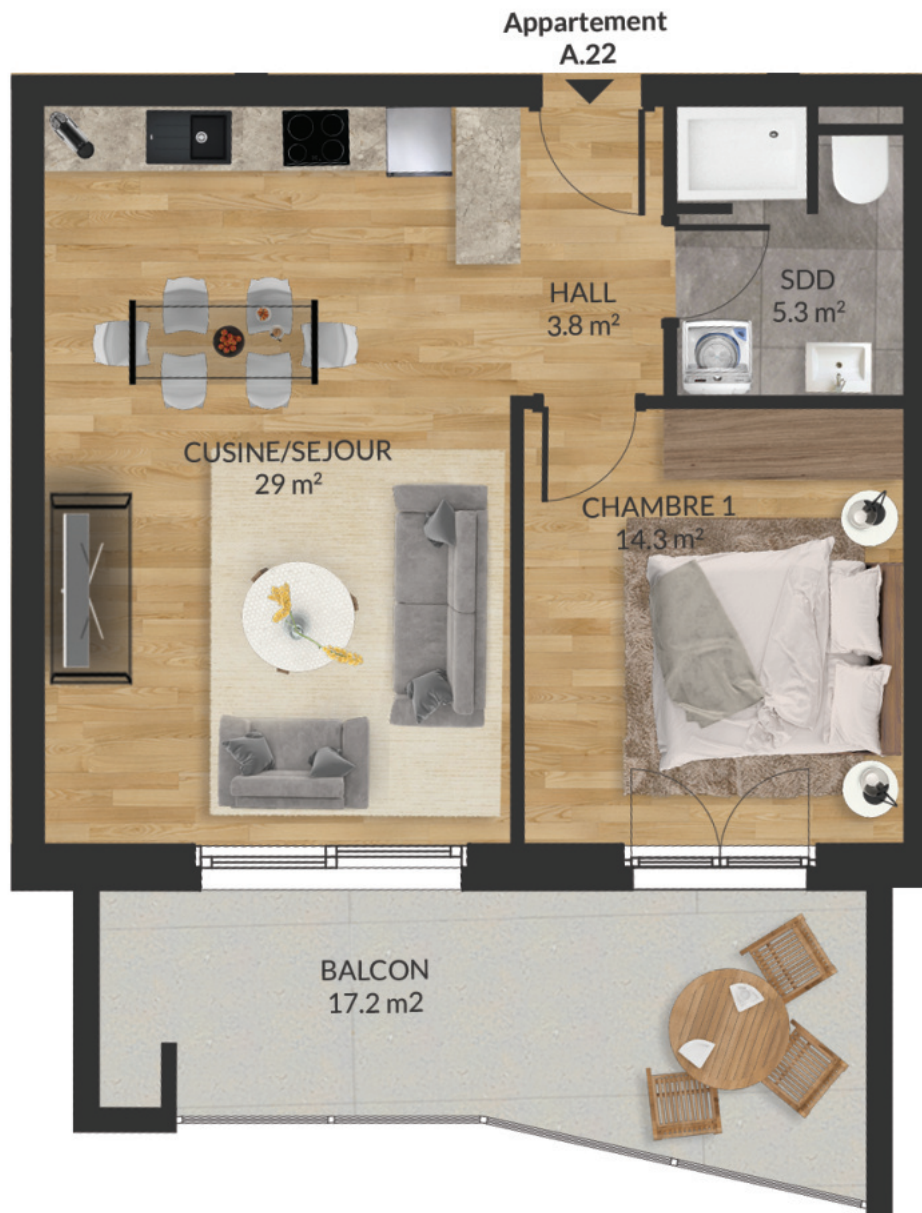 Appartement
A.22
HALL
3.8 m²
SDD
5.3 m²
CUSINE/SEJOUR
29 m²
CHAMBRE 1
14.3 m²
BALCON
17.2 m2